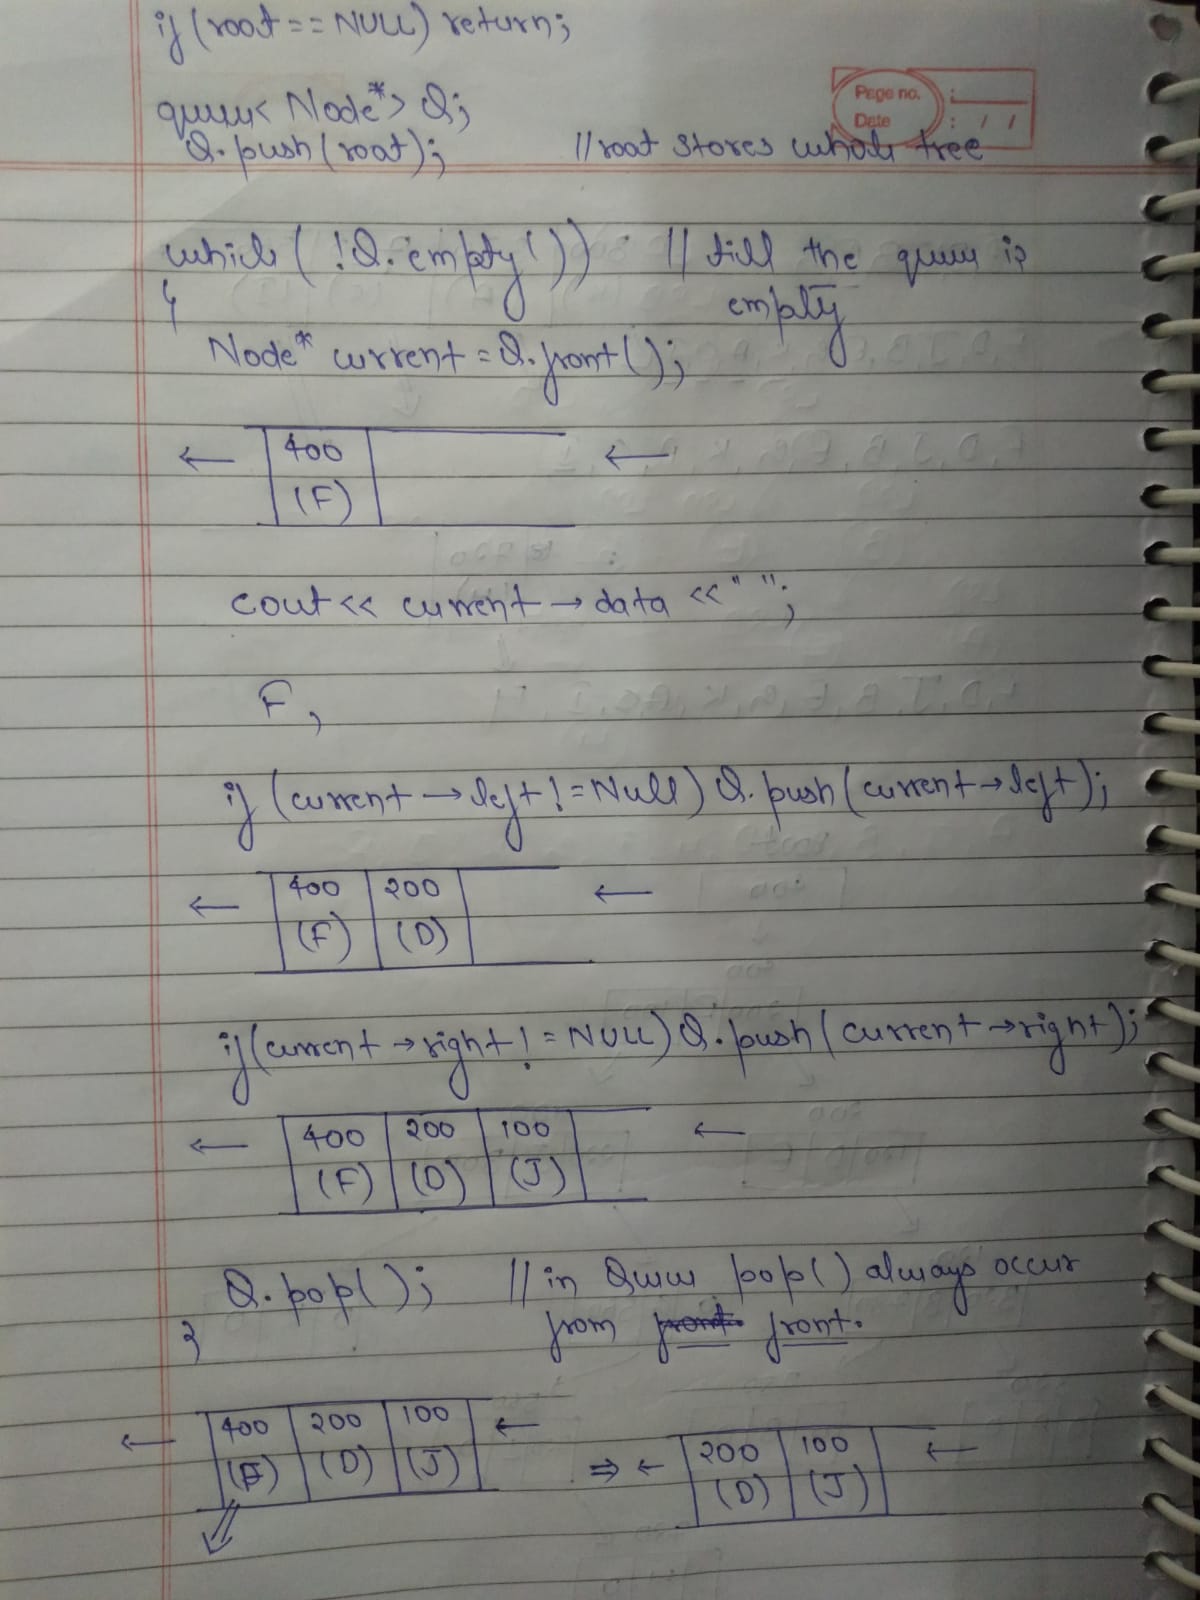 if (root == NULL) return;
queue< Node*> Q;
Page no. :
Date : / /
Q. push (root); // root stores whole tree
while ( !Q. empty()) // till the queue is
{ empty
Node* current = Q. front();
← 400 ←
(F)
cout << current → data << " ";
F,
if (current → left != Null) Q. push (current → left);
← 400 200 ←
(F) (D)
if (current → right != NULL) Q. push (current → right);
← 400 200 100 ←
(F) (D) (J)
Q. pop(); // in Queue pop() always occur
} from front. front.
← 400 200 100 ←
(F) (D) (J)
⇒ ← 200 100 ←
(D) (J)